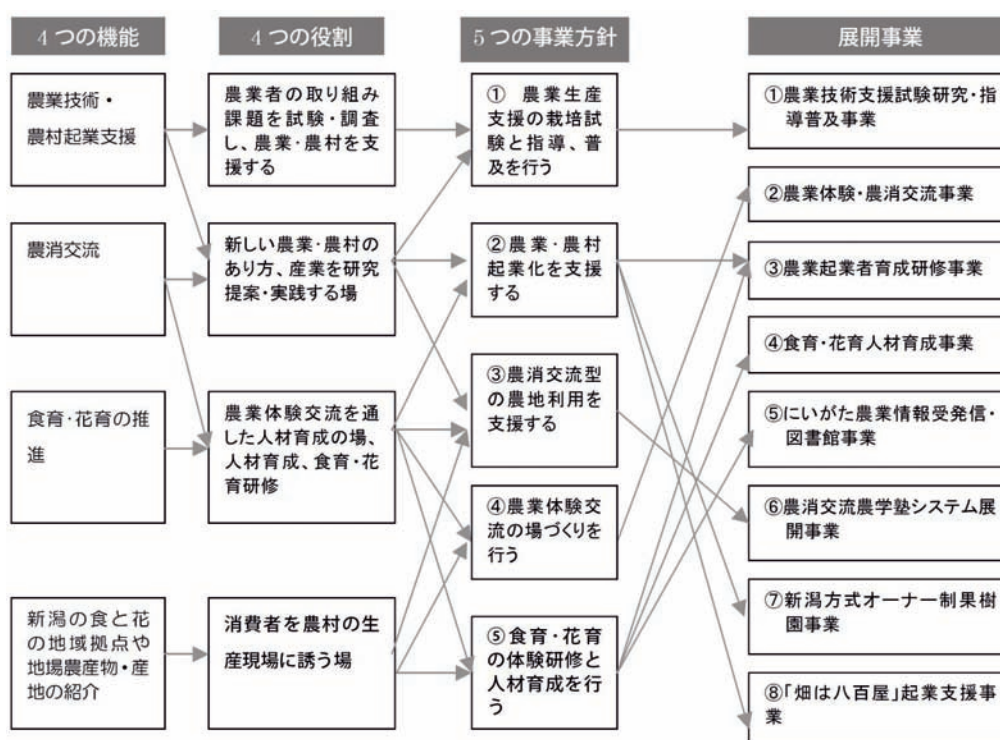 4つの機能
4つの役割
5つの事業方針
展開事業
農業技術・
農村起業支援
農消交流
食育・花育の推
進
新潟の食と花
の地域拠点や
地場農産物・産
地の紹介
農業者の取り組み
課題を試験・調査
し、農業・農村を支
援する
新しい農業・農村の
あり方、産業を研究
提案・実践する場
農業体験交流を通
した人材育成の場、
人材育成、食育・花
育研修
消費者を農村の生
産現場に誘う場
① 農業生産
支援の栽培試
験と指導、普
及を行う
②農業・農村
起業化を支援
する
③農消交流型
の農地利用を
支援する
④農業体験交
流の場づくりを
行う
⑤食育・花育
の体験研修と
人材育成を行
う
①農業技術支援試験研究・指
導普及事業
②農業体験・農消交流事業
③農業起業者育成研修事業
④食育・花育人材育成事業
⑤にいがた農業情報受発信・
図書館事業
⑥農消交流農学塾システム展
開事業
⑦新潟方式オーナー制果樹
園事業
⑧「畑は八百屋」起業支援事
業